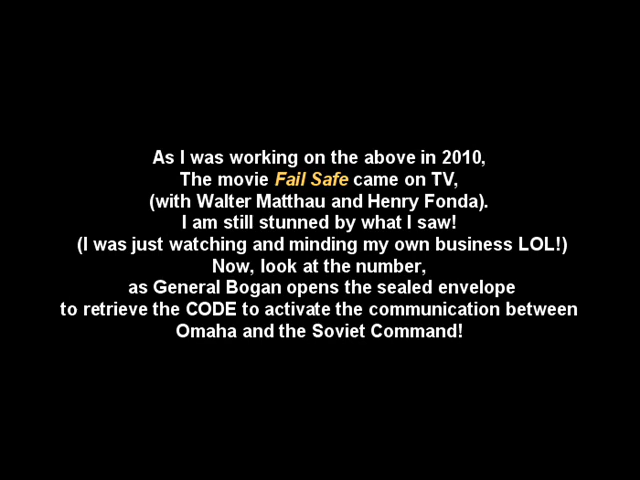 As I was working on the above in 2010,
The movie Fail Safe came on TV,
(with Walter Matthau and Henry Fonda).
I am still stunned by what I saw!
(I was just watching and minding my own business LOL!)
Now, look at the number,
as General Bogan opens the sealed envelope
to retrieve the CODE to activate the communication between
Omaha and the Soviet Command!